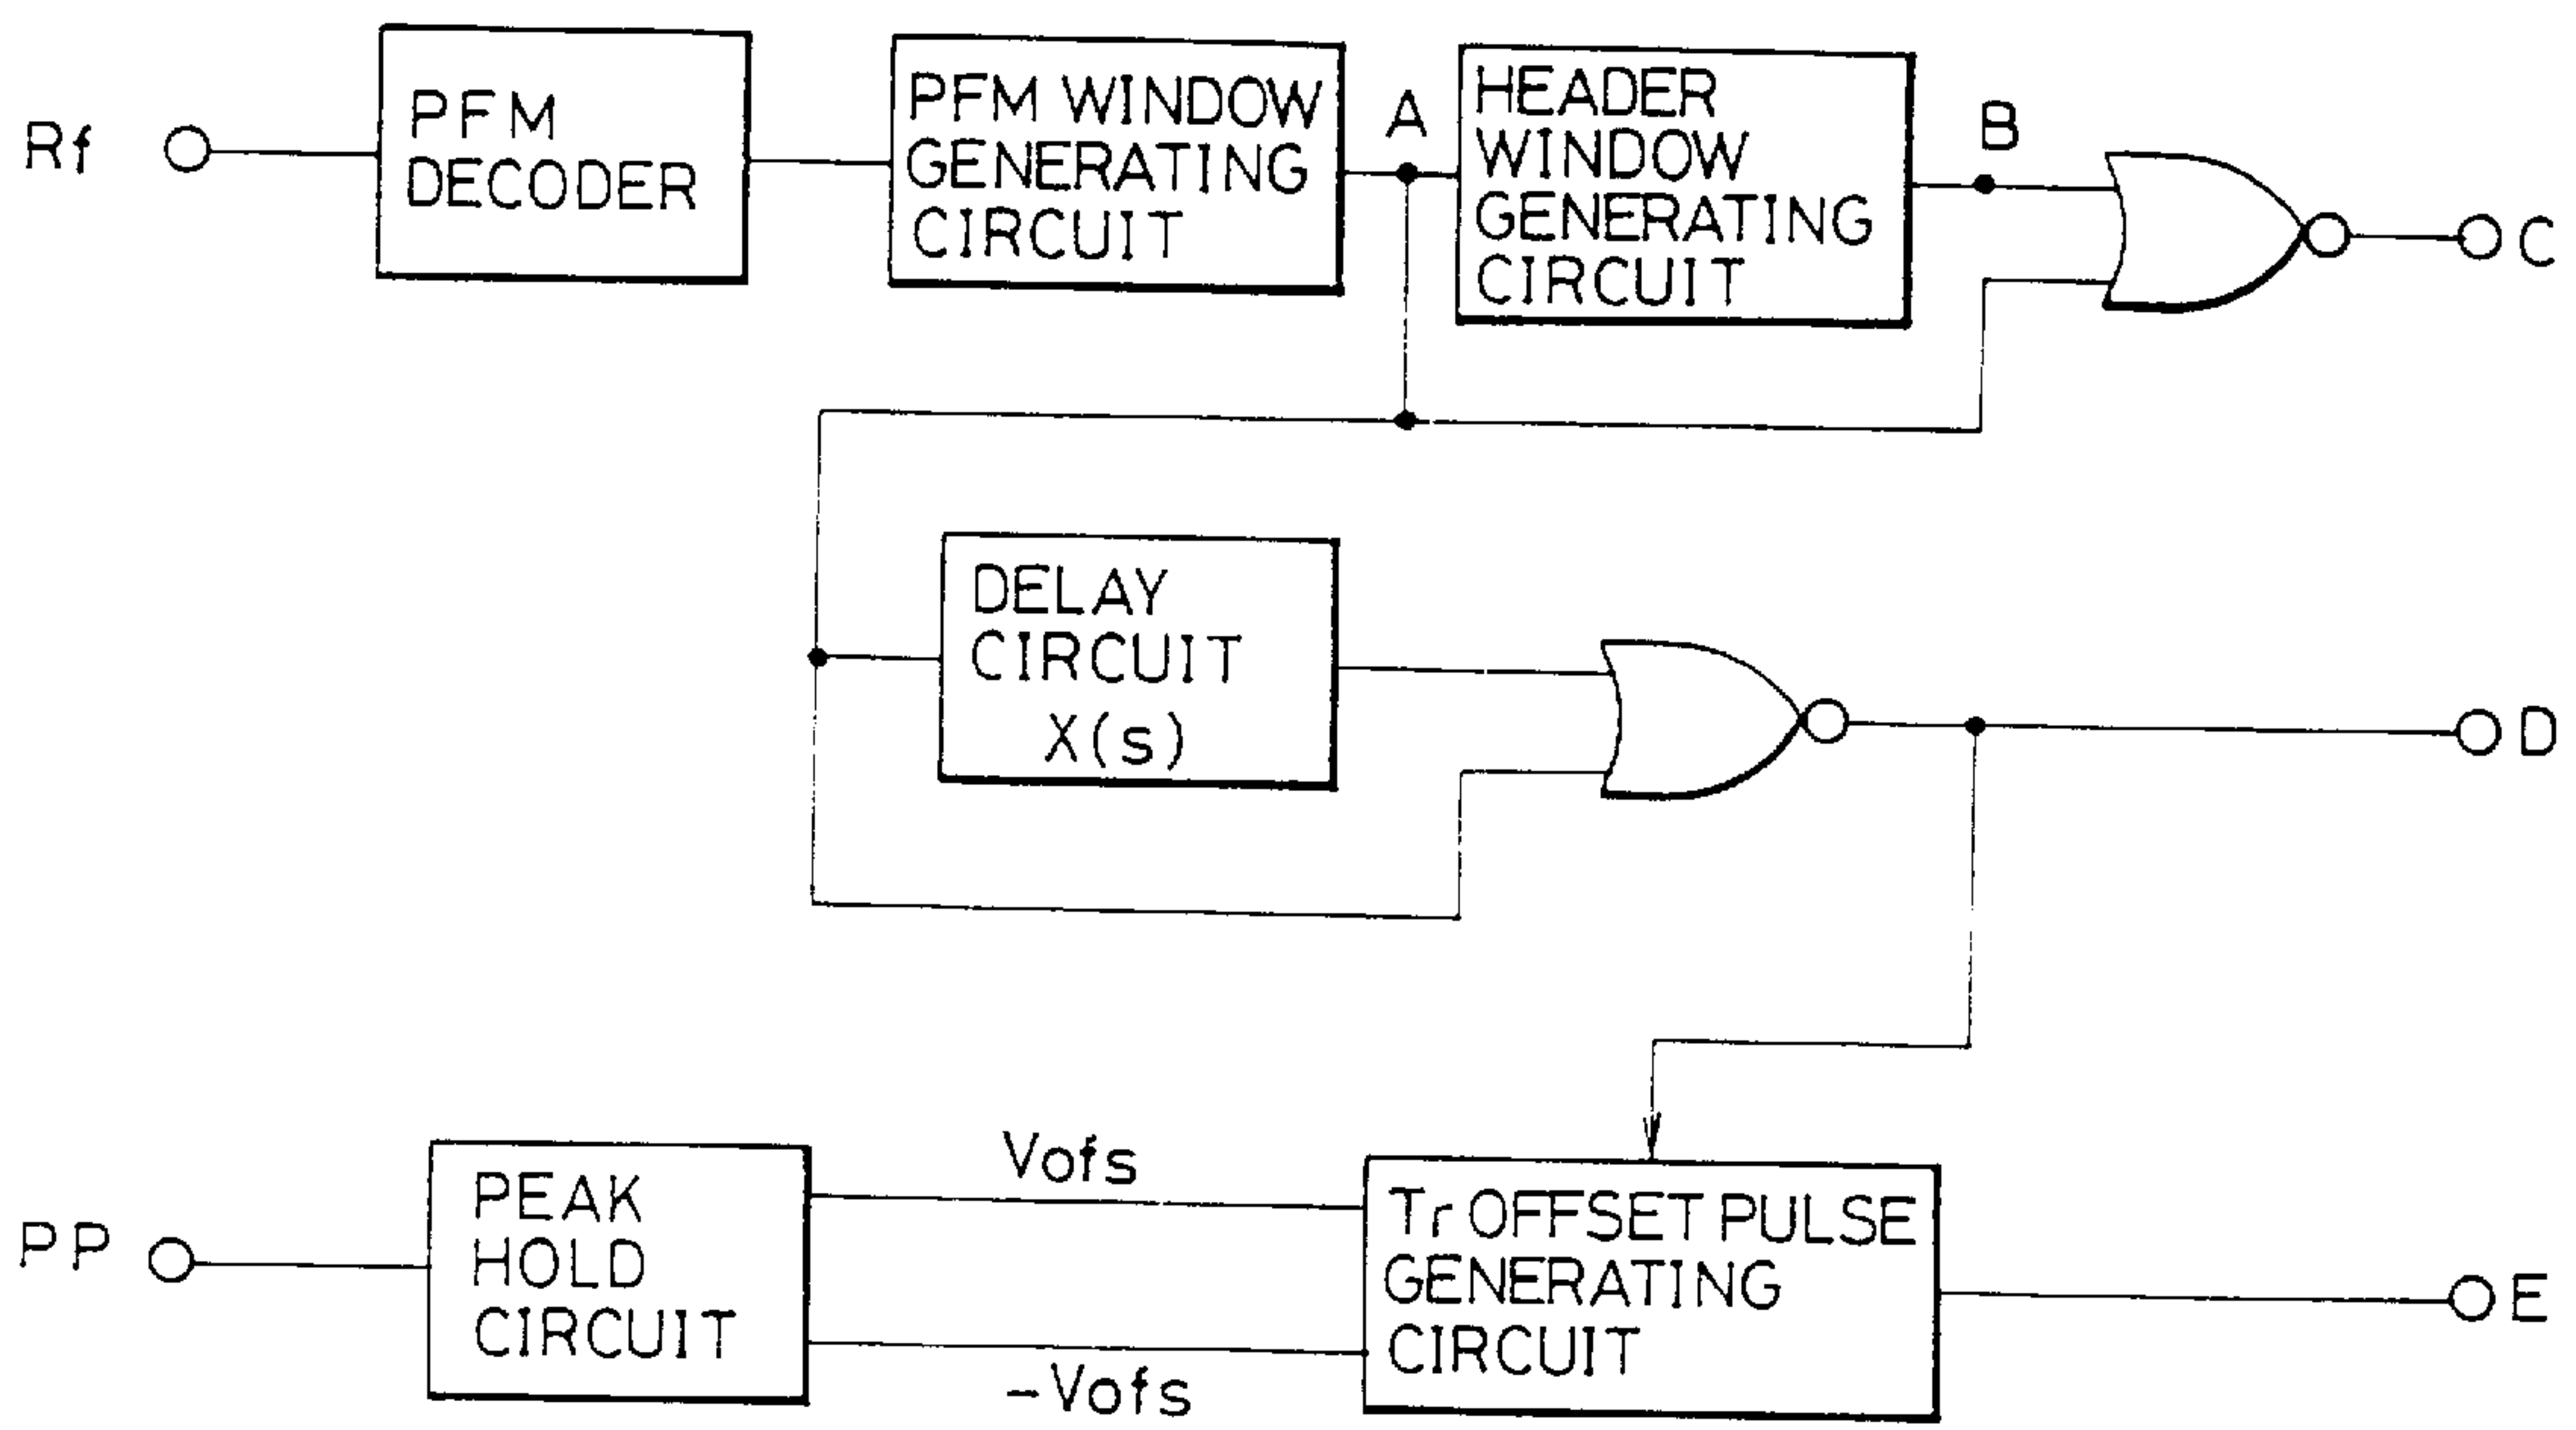 Rf
PFM
DECODER
PFM WINDOW
GENERATING
CIRCUIT
A
HEADER
WINDOW
GENERATING
CIRCUIT
B
C
DELAY
CIRCUIT
X(s)
D
PP
PEAK
HOLD
CIRCUIT
Vofs
-Vofs
Tr OFFSET PULSE
GENERATING
CIRCUIT
E